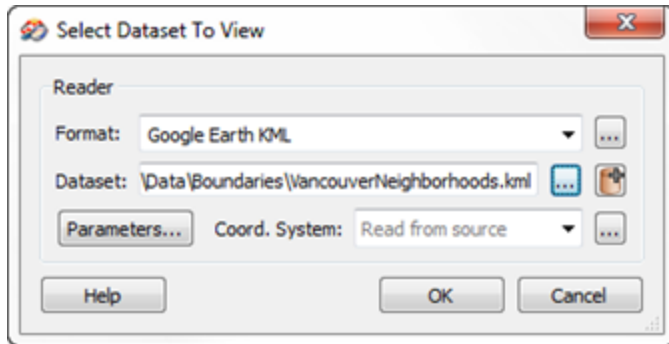 Select Dataset To View
Reader
Format: Google Earth KML ...
Dataset: \Data\Boundaries\VancouverNeighborhoods.kml ...
Parameters... Coord. System: Read from source ...
Help OK Cancel